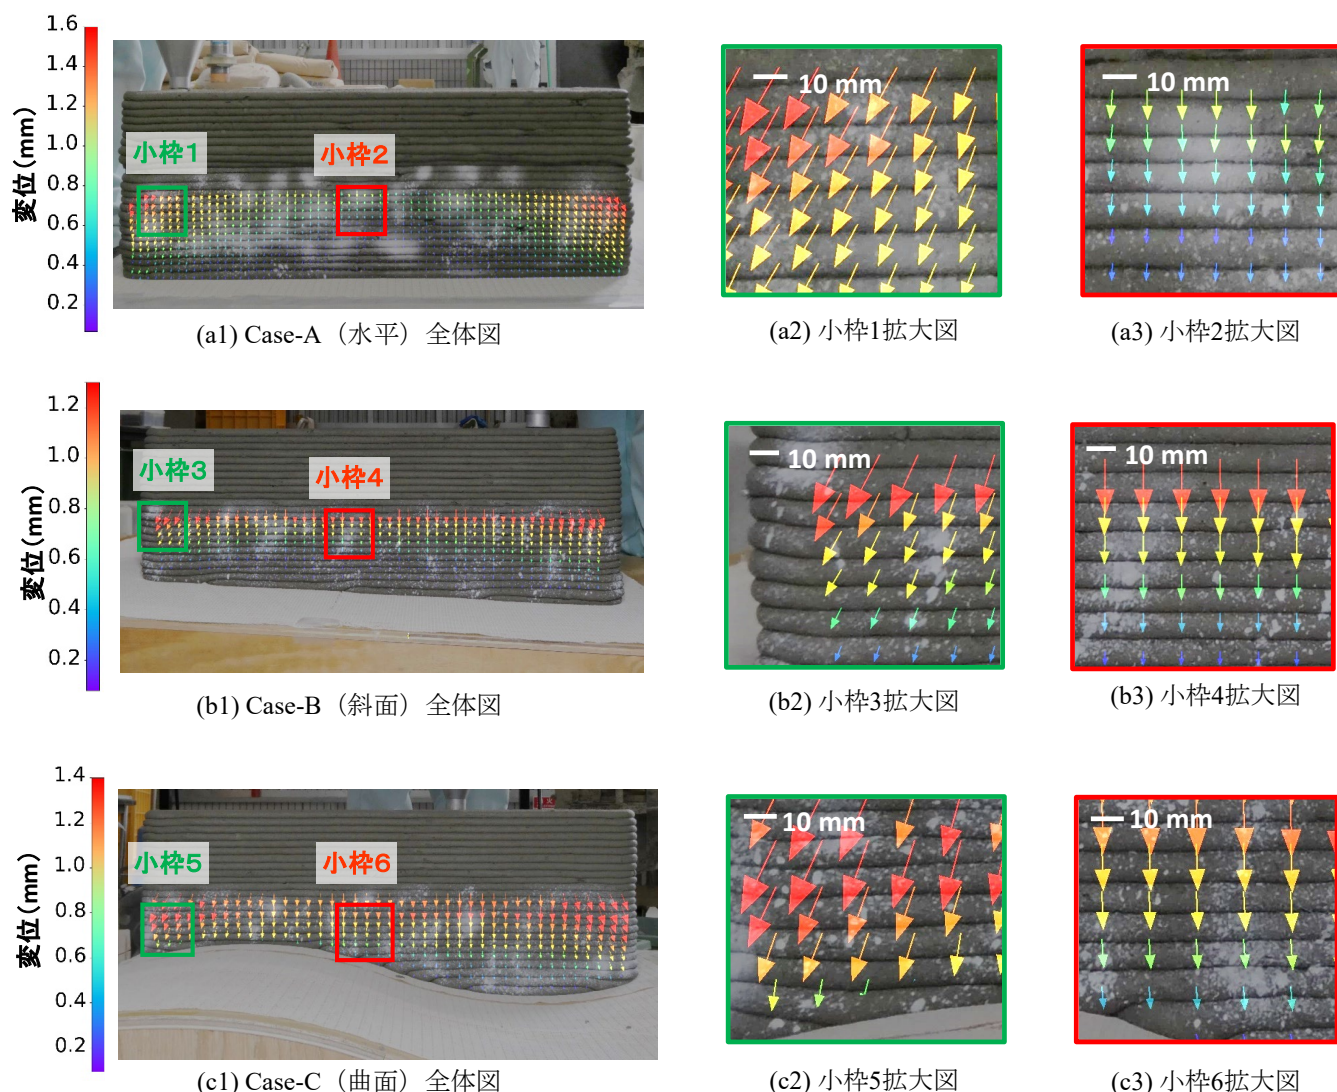 1.6
1.4
1.2
1.0
0.8
0.6
0.4
0.2
変位(mm)
小枠1
小枠2
10 mm
10 mm
(a1) Case-A（水平）全体図
(a2) 小枠1拡大図
(a3) 小枠2拡大図
1.2
1.0
0.8
0.6
0.4
0.2
変位(mm)
小枠3
小枠4
10 mm
10 mm
(b1) Case-B（斜面）全体図
(b2) 小枠3拡大図
(b3) 小枠4拡大図
1.4
1.2
1.0
0.8
0.6
0.4
0.2
変位(mm)
小枠5
小枠6
10 mm
10 mm
(c1) Case-C（曲面）全体図
(c2) 小枠5拡大図
(c3) 小枠6拡大図